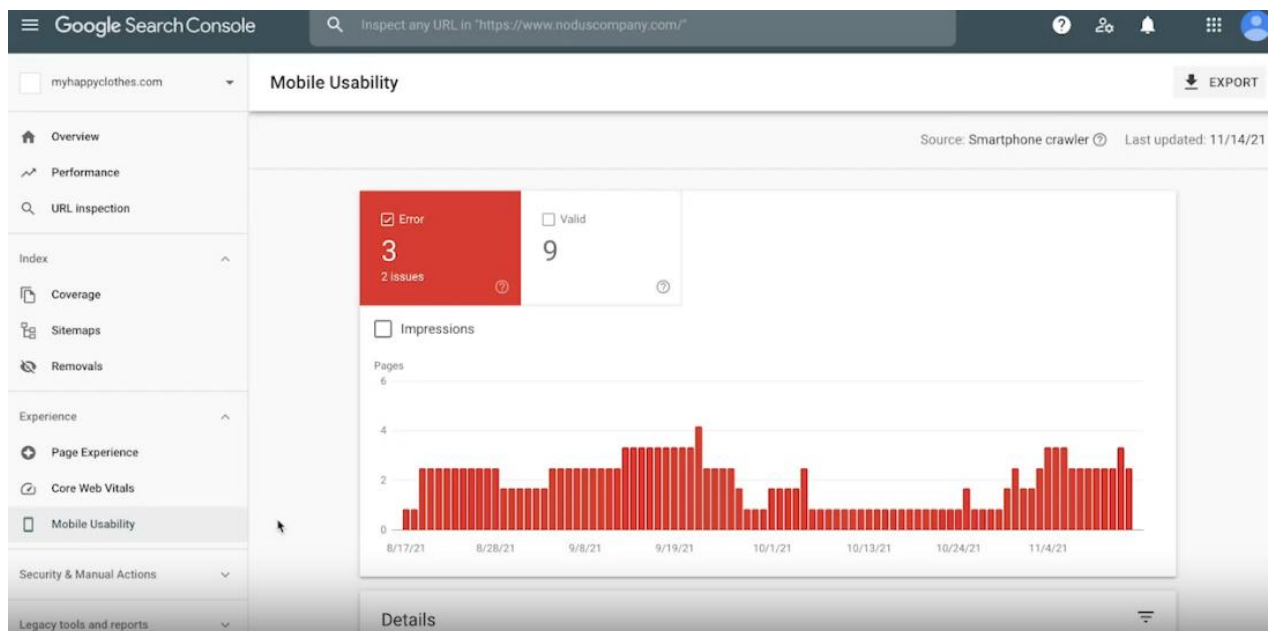 Google Search Console
Inspect any URL in "https://www.noduscompany.com/"
myhappyclothes.com
Mobile Usability
EXPORT
Overview
Performance
URL inspection
Index
Coverage
Sitemaps
Removals
Experience
Page Experience
Core Web Vitals
Mobile Usability
Security & Manual Actions
Legacy tools and reports
Source: Smartphone crawler Last updated: 11/14/21
Error
3
2 issues
Valid
9
Impressions
Pages
6
4
2
0
8/17/21 8/28/21 9/8/21 9/19/21 10/1/21 10/13/21 10/24/21 11/4/21
Details